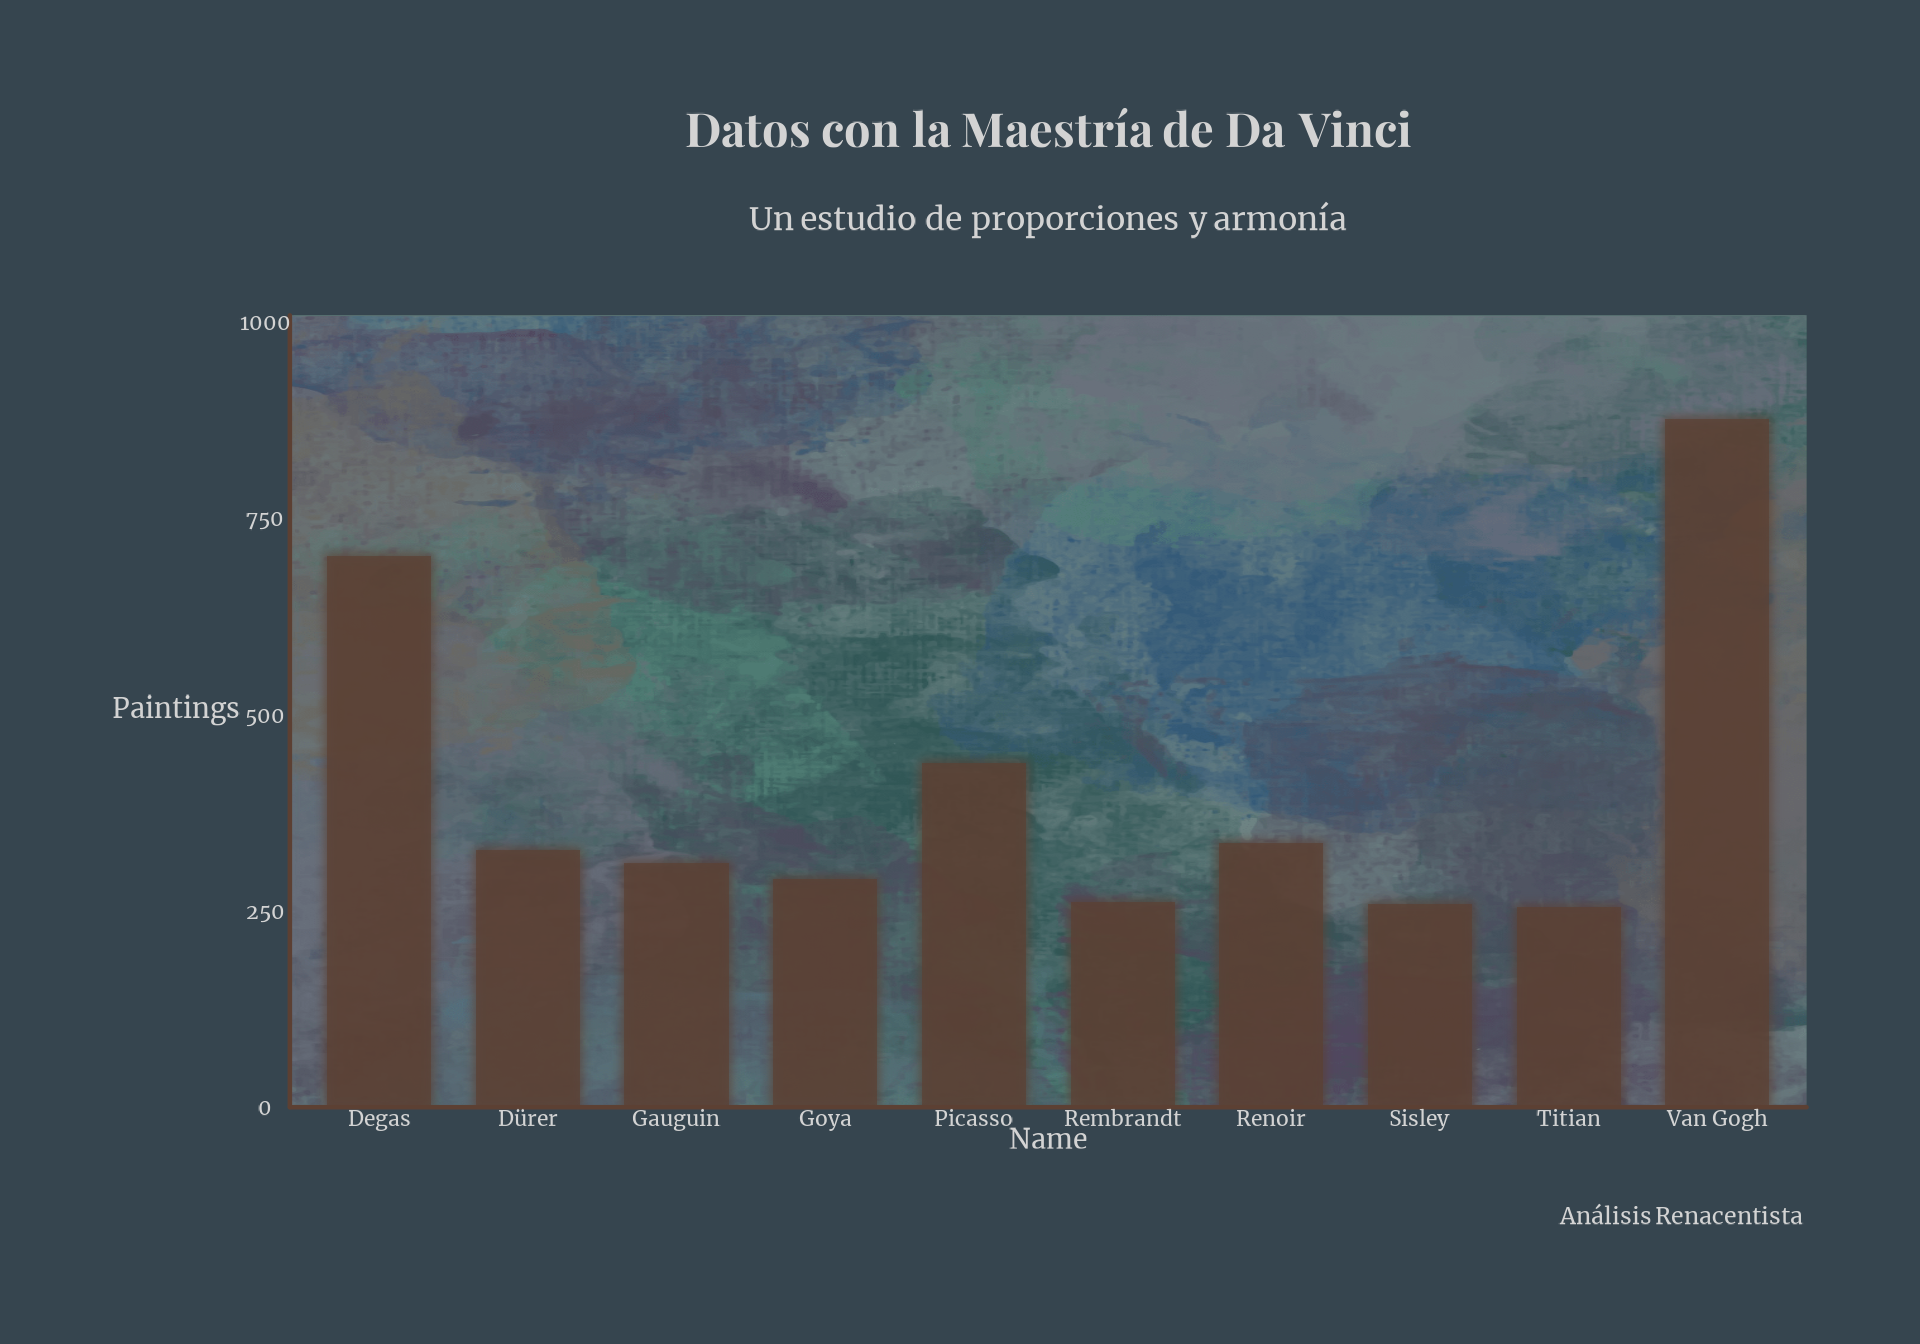 Datos con la Maestría de Da Vinci
Un estudio de proporciones y armonía
1000
750
500
250
0
Paintings
Degas Dürer Gauguin Goya Picasso Rembrandt Renoir Sisley Titian Van Gogh
Name
Análisis Renacentista